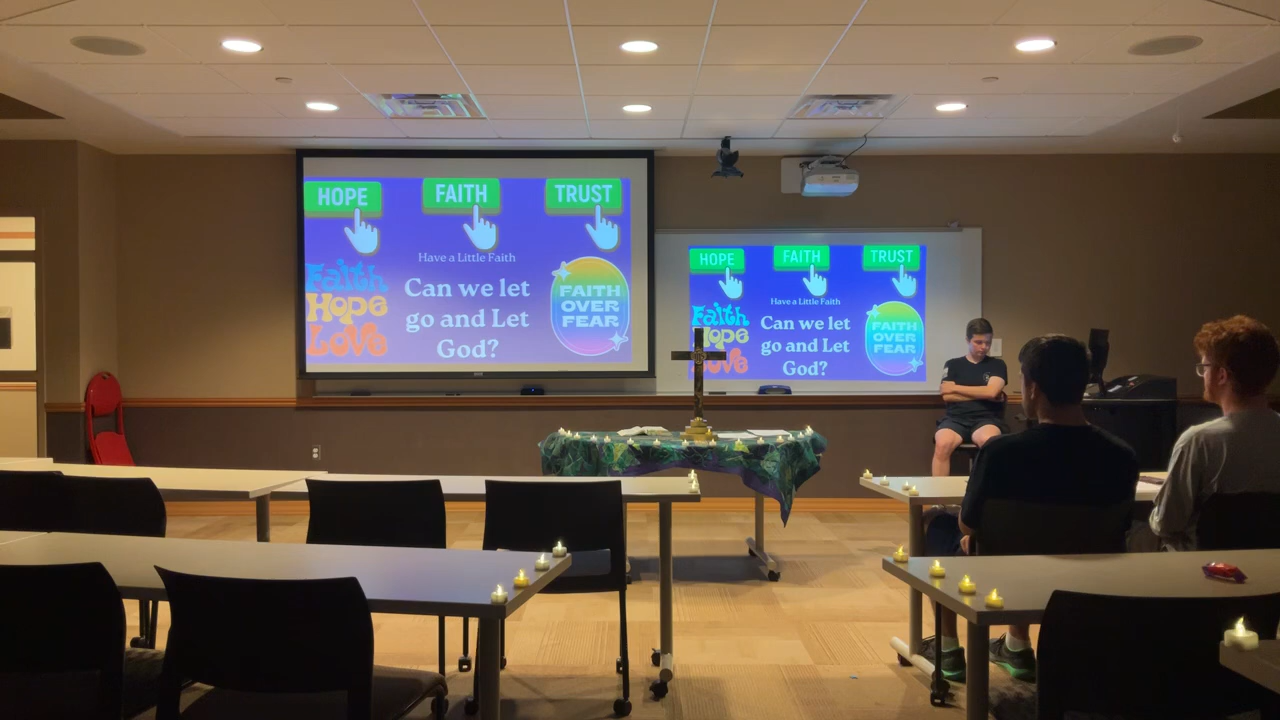 HOPE
FAITH
TRUST
Have a Little Faith
Faith
Hope
Love
Can we let
go and Let
God?
FAITH
OVER
FEAR
HOPE
FAITH
TRUST
Have a Little Faith
Faith
Hope
Love
Can we let
go and Let
God?
FAITH
OVER
FEAR